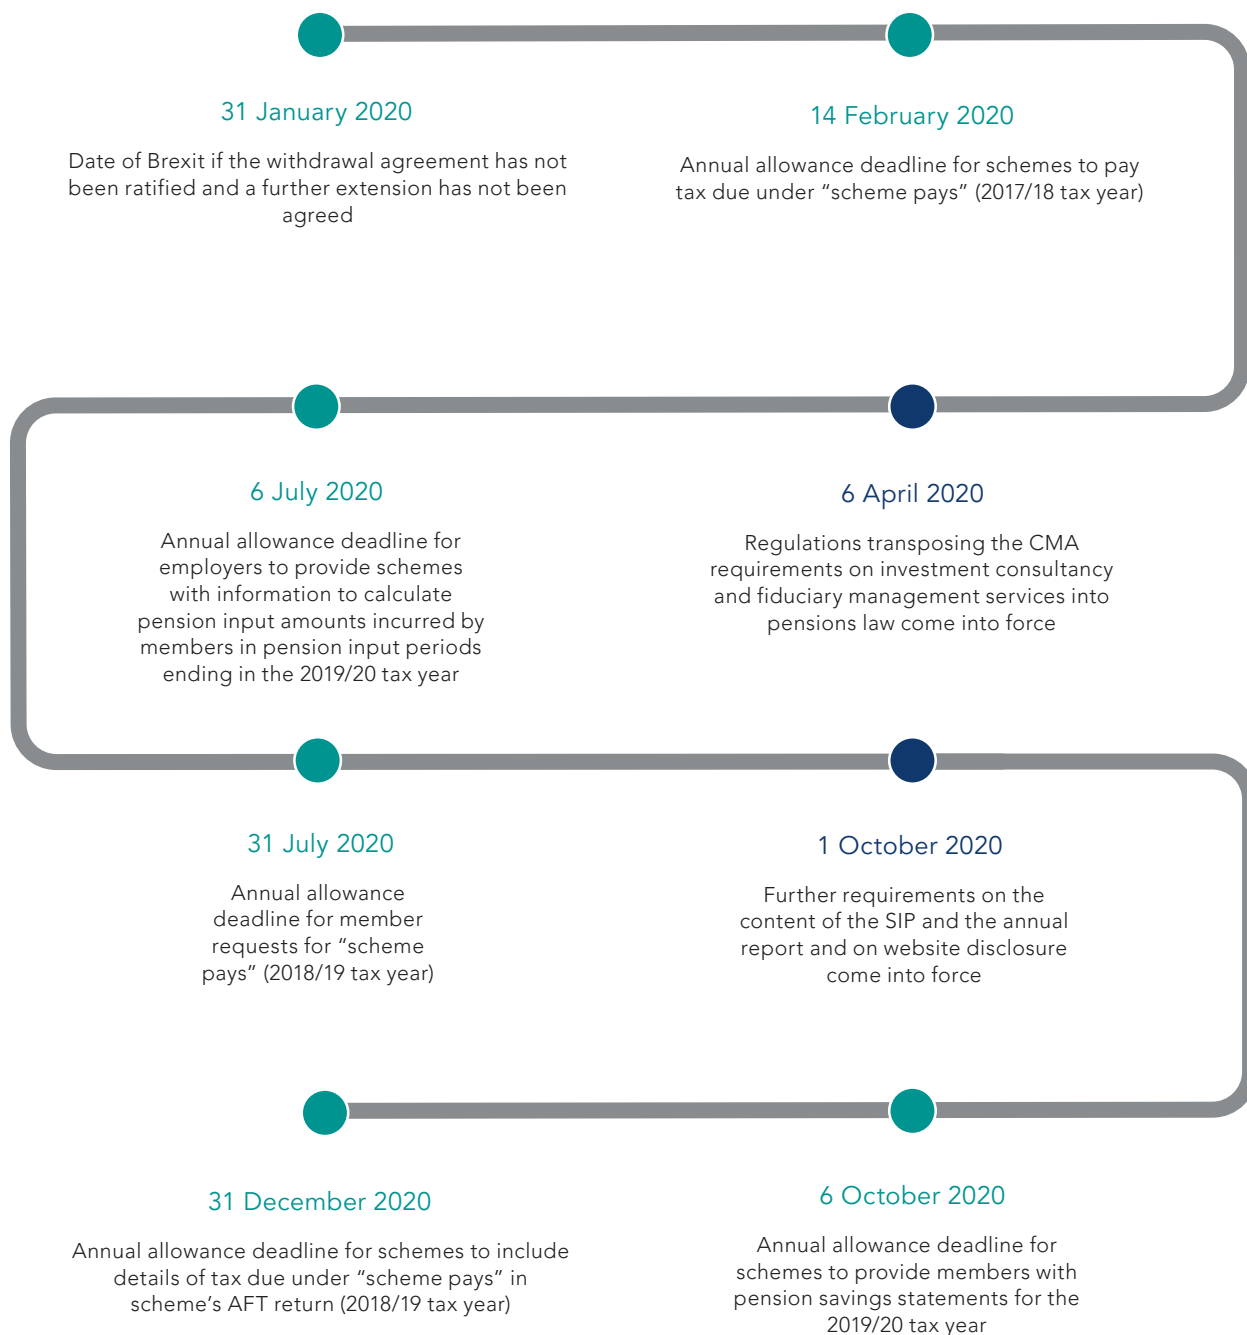 31 January 2020
Date of Brexit if the withdrawal agreement has not
been ratified and a further extension has not been
agreed
14 February 2020
Annual allowance deadline for schemes to pay
tax due under “scheme pays” (2017/18 tax year)
6 April 2020
Regulations transposing the CMA
requirements on investment consultancy
and fiduciary management services into
pensions law come into force
6 July 2020
Annual allowance deadline for
employers to provide schemes
with information to calculate
pension input amounts incurred by
members in pension input periods
ending in the 2019/20 tax year
31 July 2020
Annual allowance
deadline for member
requests for “scheme
pays” (2018/19 tax year)
1 October 2020
Further requirements on the
content of the SIP and the annual
report and on website disclosure
come into force
6 October 2020
Annual allowance deadline for
schemes to provide members with
pension savings statements for the
2019/20 tax year
31 December 2020
Annual allowance deadline for schemes to include
details of tax due under “scheme pays” in
scheme’s AFT return (2018/19 tax year)